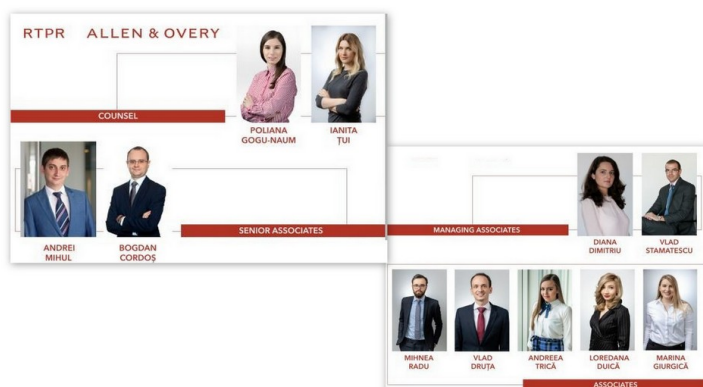 RTPR ALLEN & OVERY
COUNSEL
POLIANA
GOGU-NAUM
IANITA
ȚUI
ANDREI
MIHUL
BOGDAN
CORDOȘ
SENIOR ASSOCIATES
MANAGING ASSOCIATES
DIANA
DIMITRIU
VLAD
STAMATESCU
MIHNEA
RADU
VLAD
DRUȚA
ANDREEA
TRICĂ
LOREDANA
DUICĂ
MARINA
GIURGICĂ
ASSOCIATES